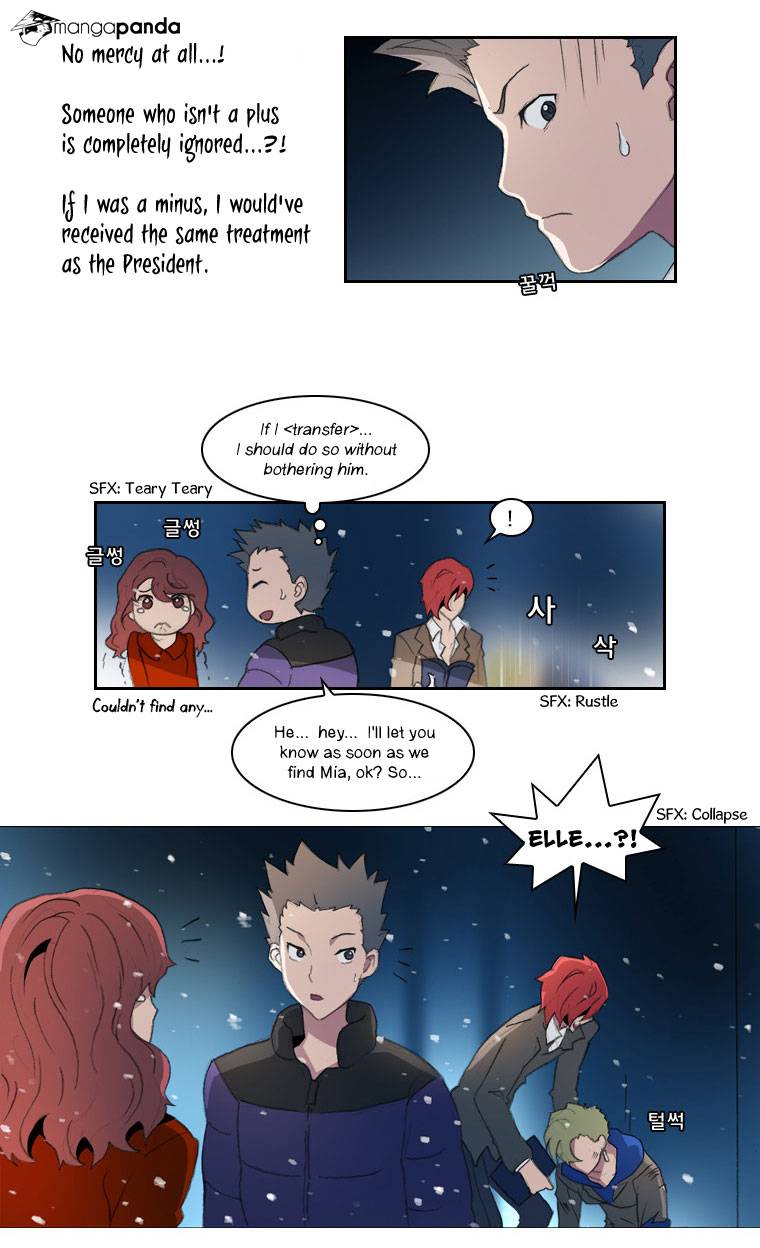 mangapanda
No mercy at all...!
Someone who isn't a plus
is completely ignored...?!
If I was a minus, I would've
received the same treatment
as the President.
꿀꺽
If I <transfer>...
I should do so without
bothering him.
SFX: Teary Teary
글썽
글썽
!
사
삭
Couldn't find any...
SFX: Rustle
He... hey... I'll let you
know as soon as we
find Mia, ok? So...
SFX: Collapse
ELLE...?!
털썩